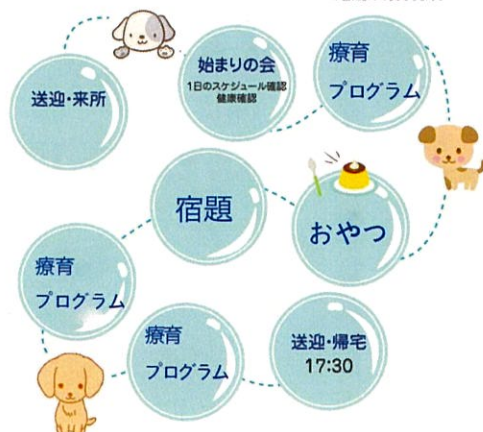 送迎・来所
始まりの会
1日のスケジュール確認
健康確認
療育
プログラム
おやつ
宿題
療育
プログラム
療育
プログラム
送迎・帰宅
17:30